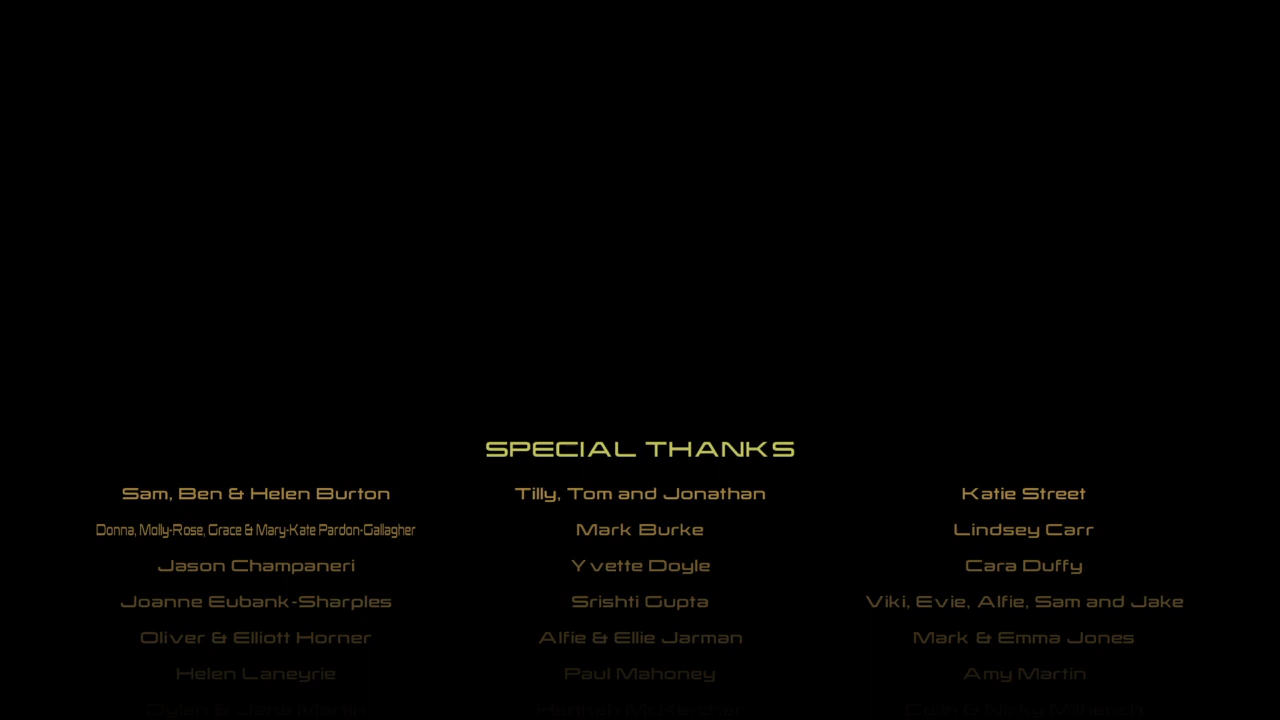 SPECIAL THANKS
Sam, Ben & Helen Burton Tilly, Tom and Jonathan Katie Street
Donna, Molly-Rose, Grace & Mary-Kate Pardon-Gallagher Mark Burke Lindsey Carr
Jason Champaneri Yvette Doyle Cara Duffy
Joanne Eubank-Sharples Srishti Gupta Viki, Evie, Alfie, Sam and Jake
Oliver & Elliott Horner Alfie & Ellie Jarman Mark & Emma Jones
Helen Laneyrie Paul Mahoney Amy Martin